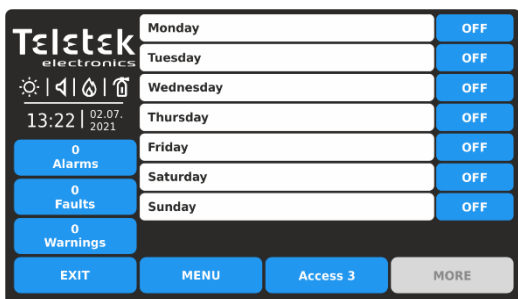 Teletek
electronics
13:22
02.07.
2021
0
Alarms
0
Faults
0
Warnings
Monday OFF
Tuesday OFF
Wednesday OFF
Thursday OFF
Friday OFF
Saturday OFF
Sunday OFF
EXIT MENU Access 3 MORE